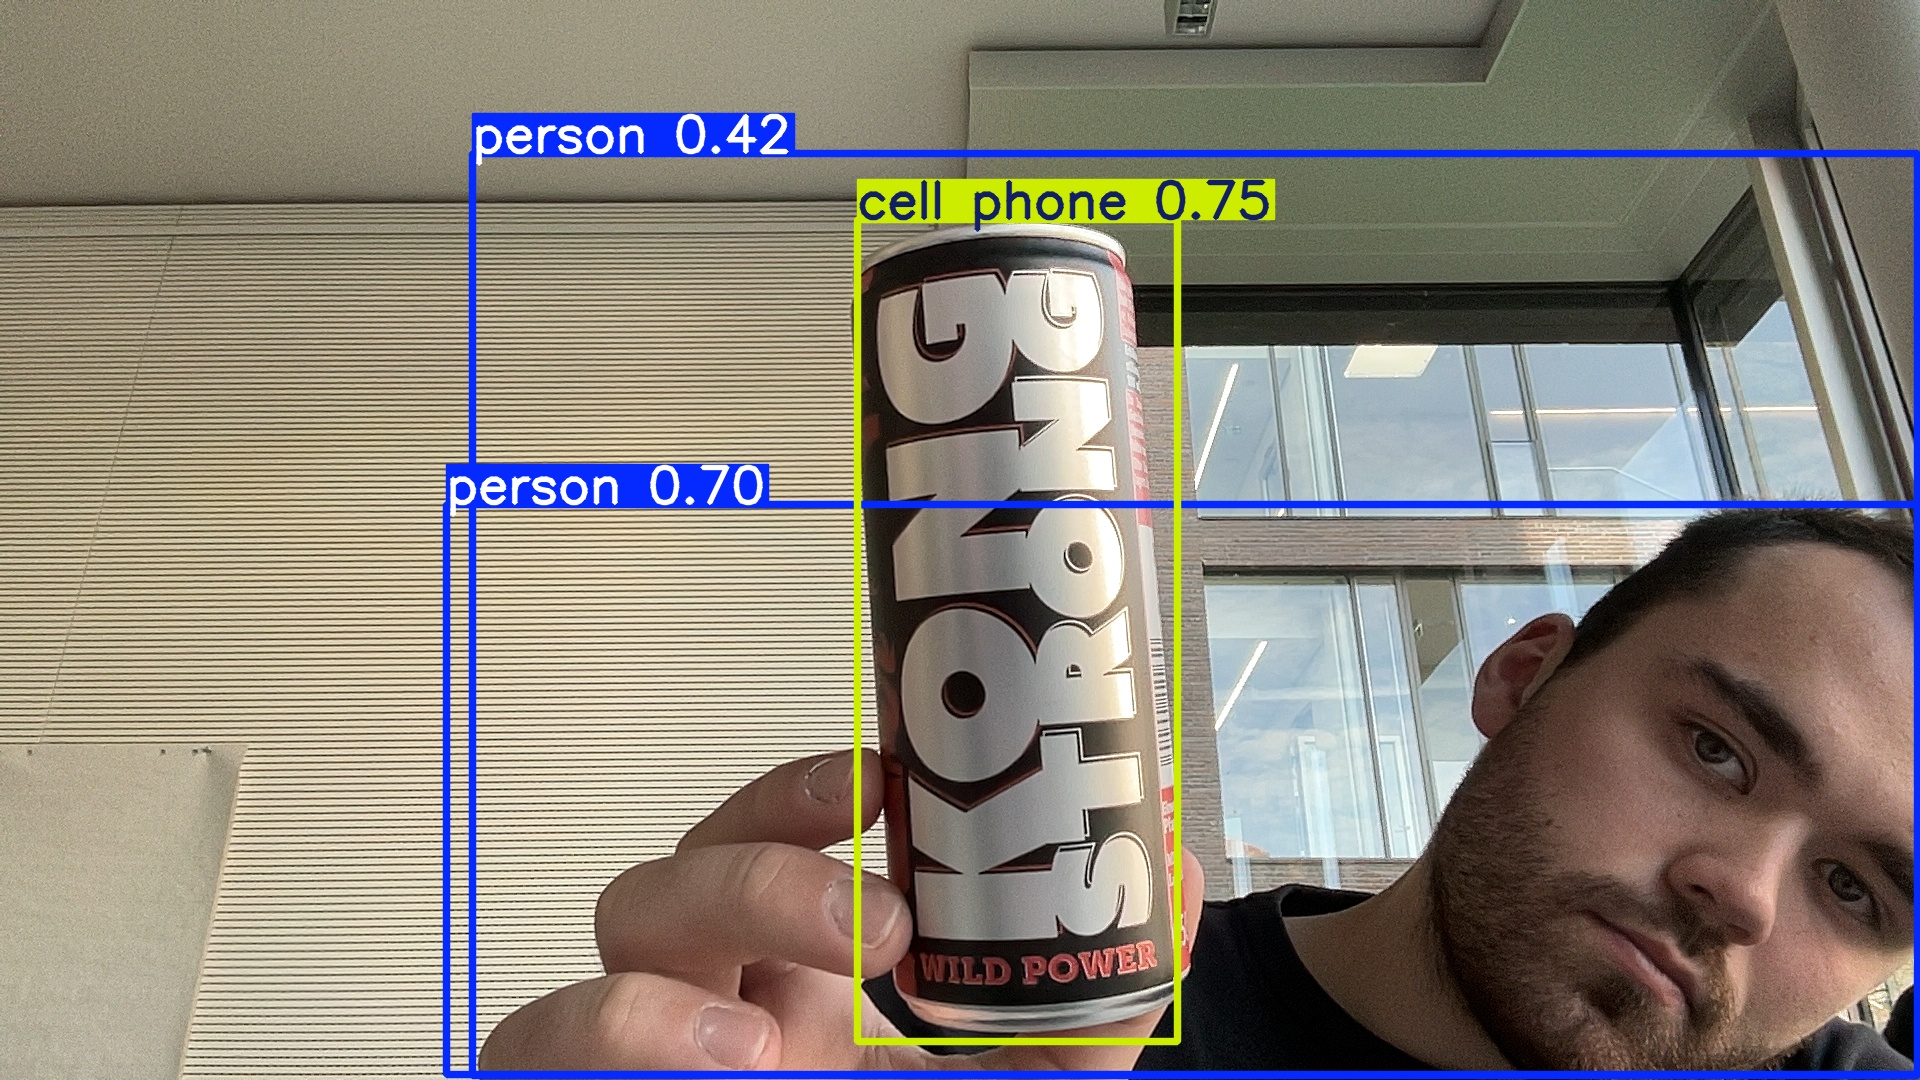 person 0.42
cell phone 0.75
person 0.70
KONG
STRONG
WILD POWER